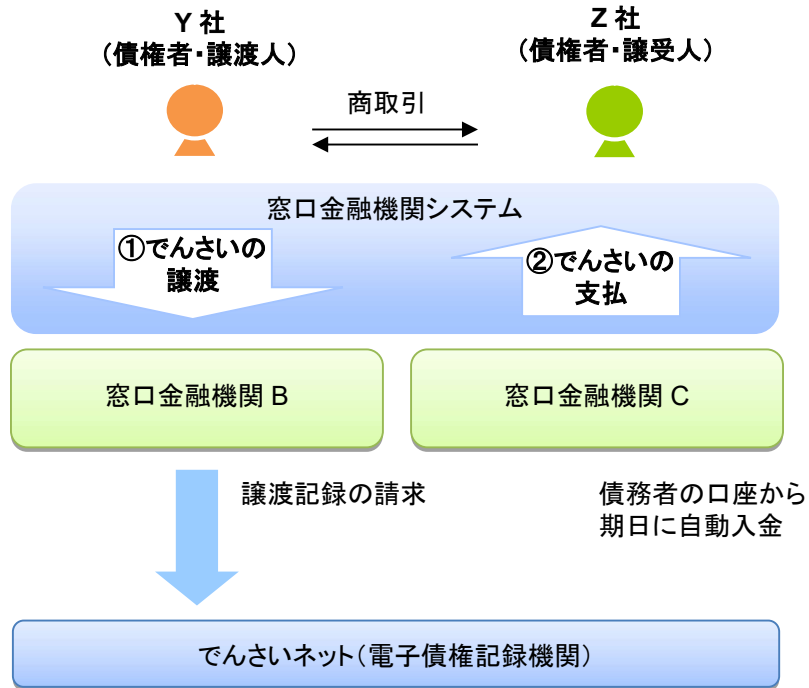 Y 社
(債権者・譲渡人)
Z 社
(債権者・譲受人)
商取引
窓口金融機関システム
①でんさいの
譲渡
②でんさいの
支払
窓口金融機関 B
窓口金融機関 C
譲渡記録の請求
債務者の口座から
期日に自動入金
でんさいネット(電子債権記録機関)